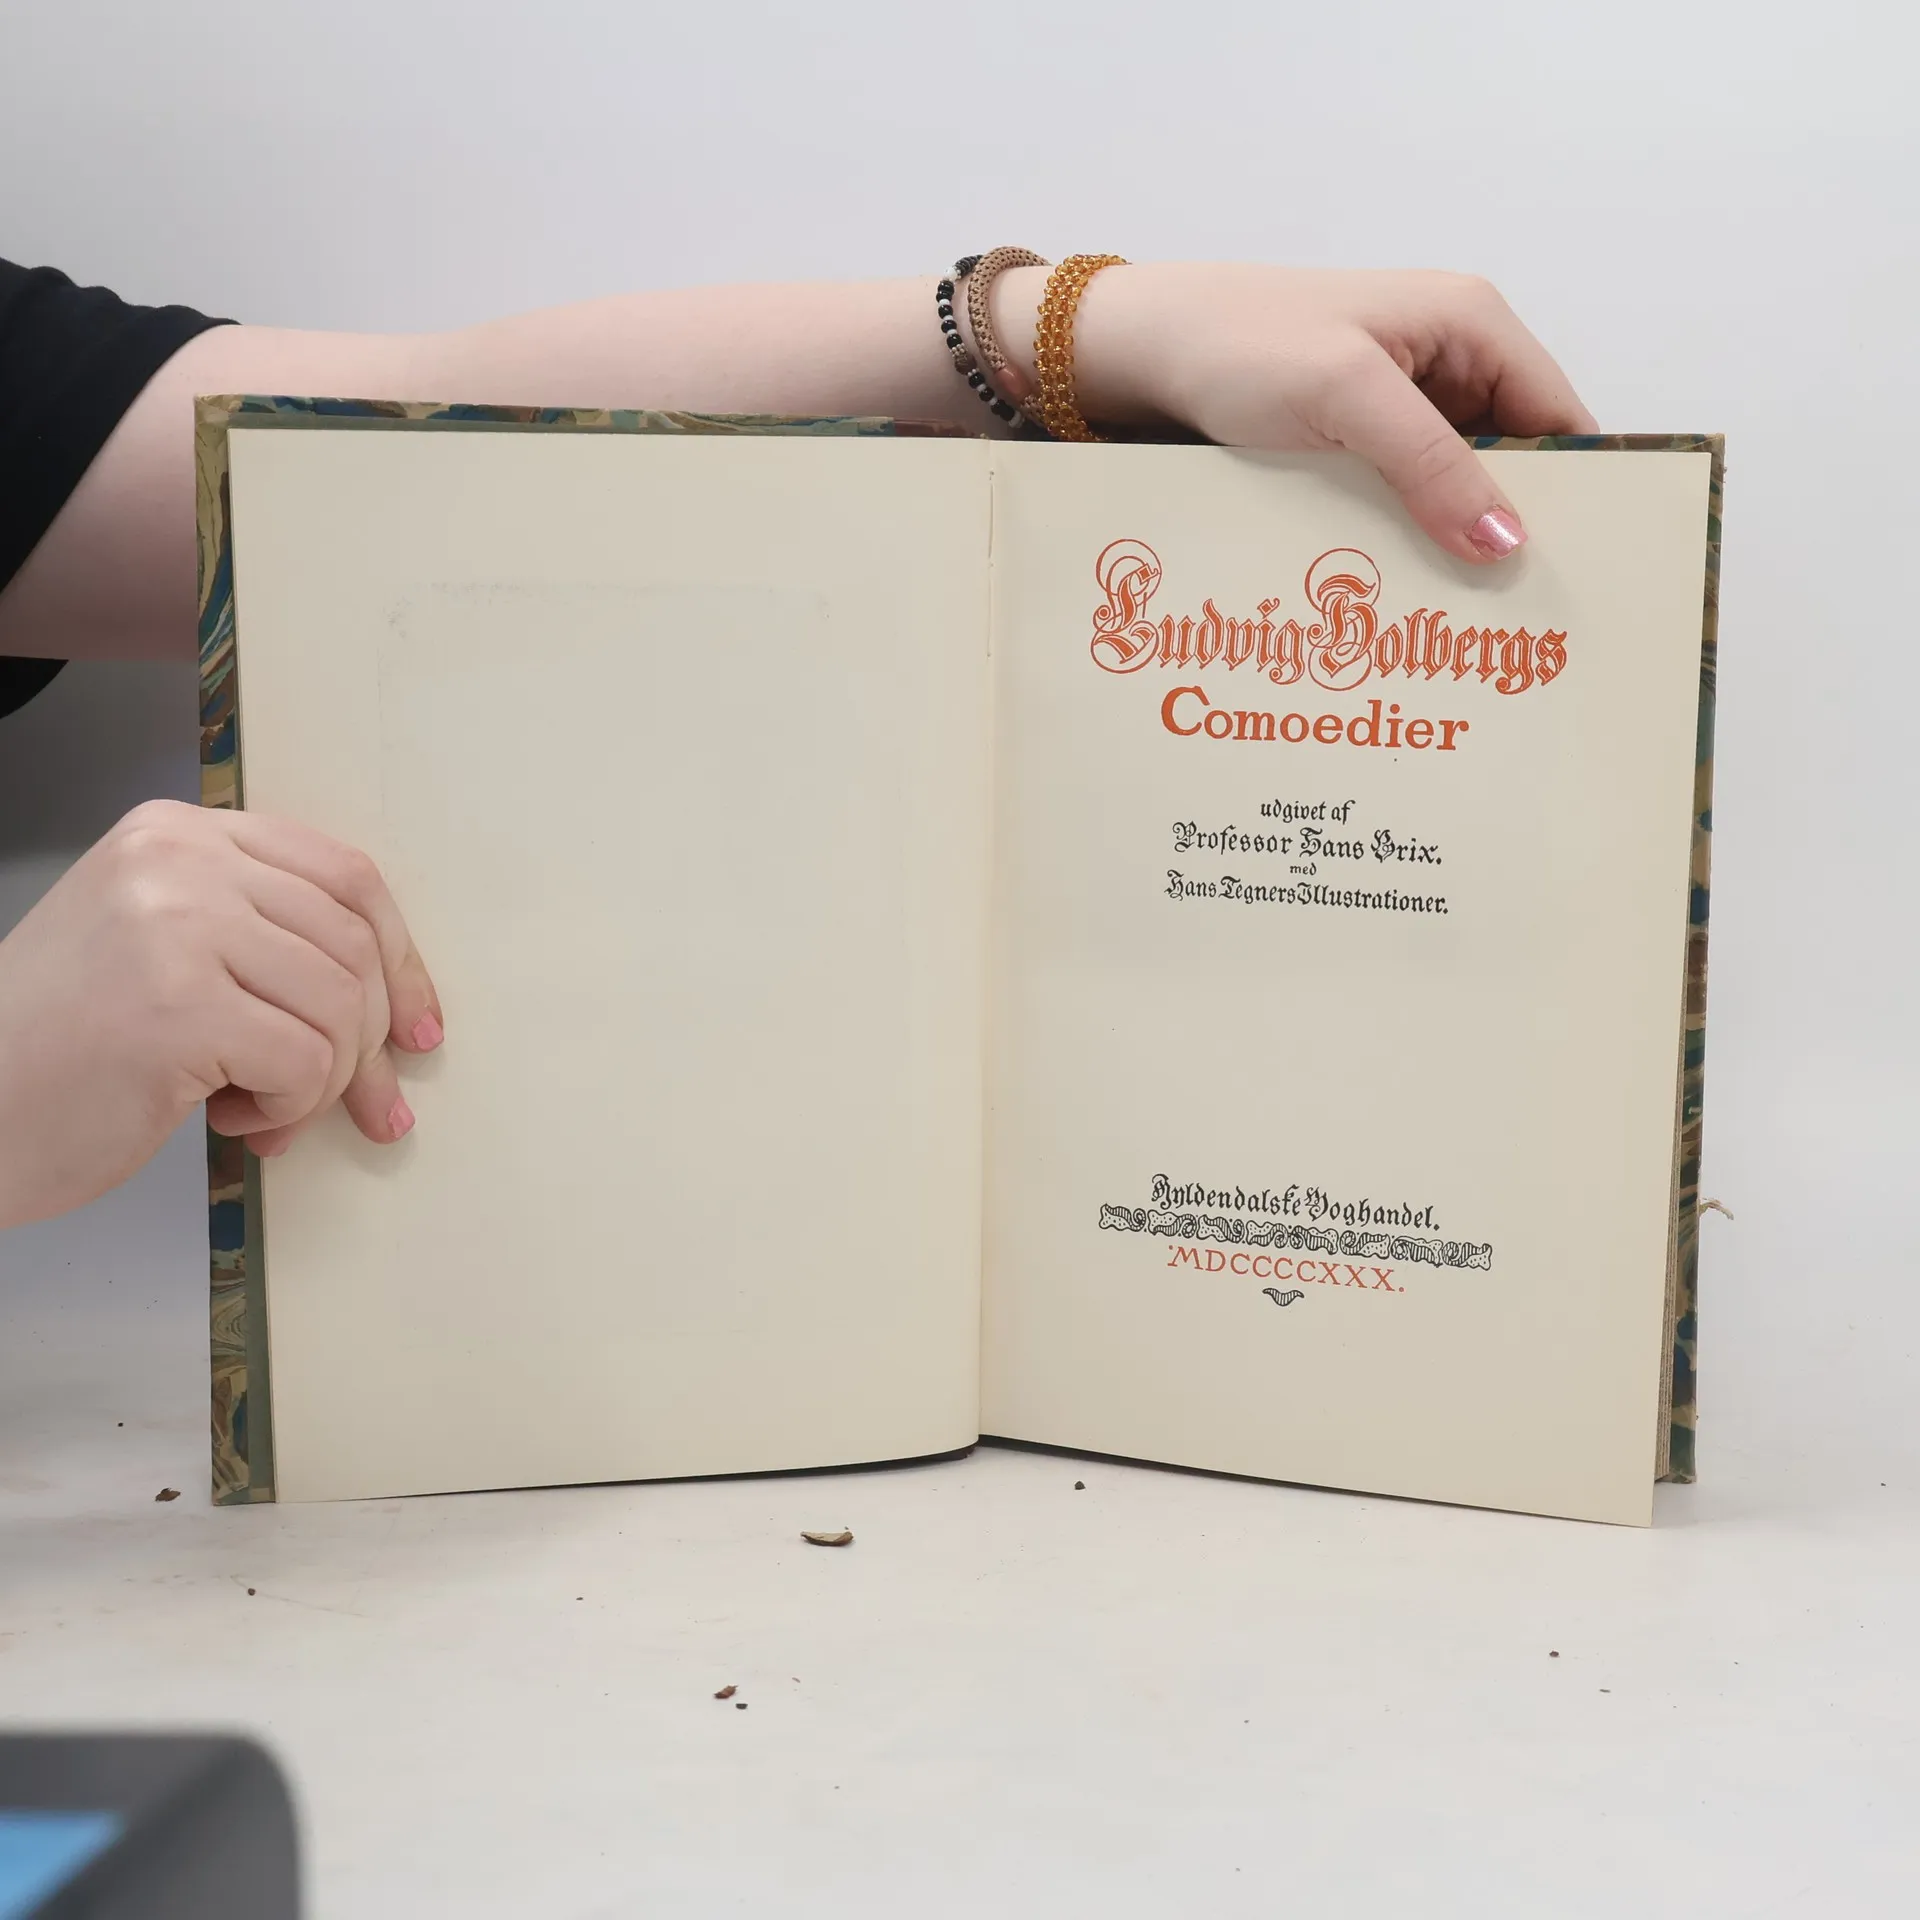 Ludvig Holbergs
Comoedier
udgivet af
Professor Hans Brix.
med
Hans Tegners Illustrationer.
Gyldendalske Boghandel.
MDCCCCXXX.